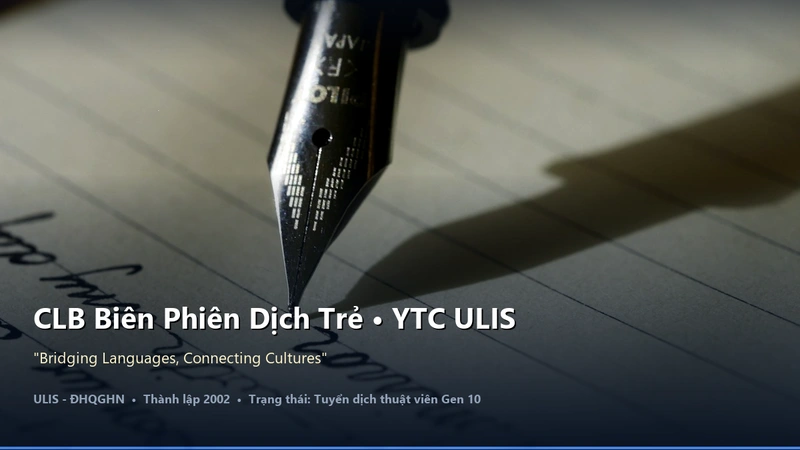 CLB Biên Phiên Dịch Trẻ • YTC ULIS
"Bridging Languages, Connecting Cultures"
ULIS - ĐHQGHN • Thành lập 2002 • Trạng thái: Tuyển dịch thuật viên Gen 10